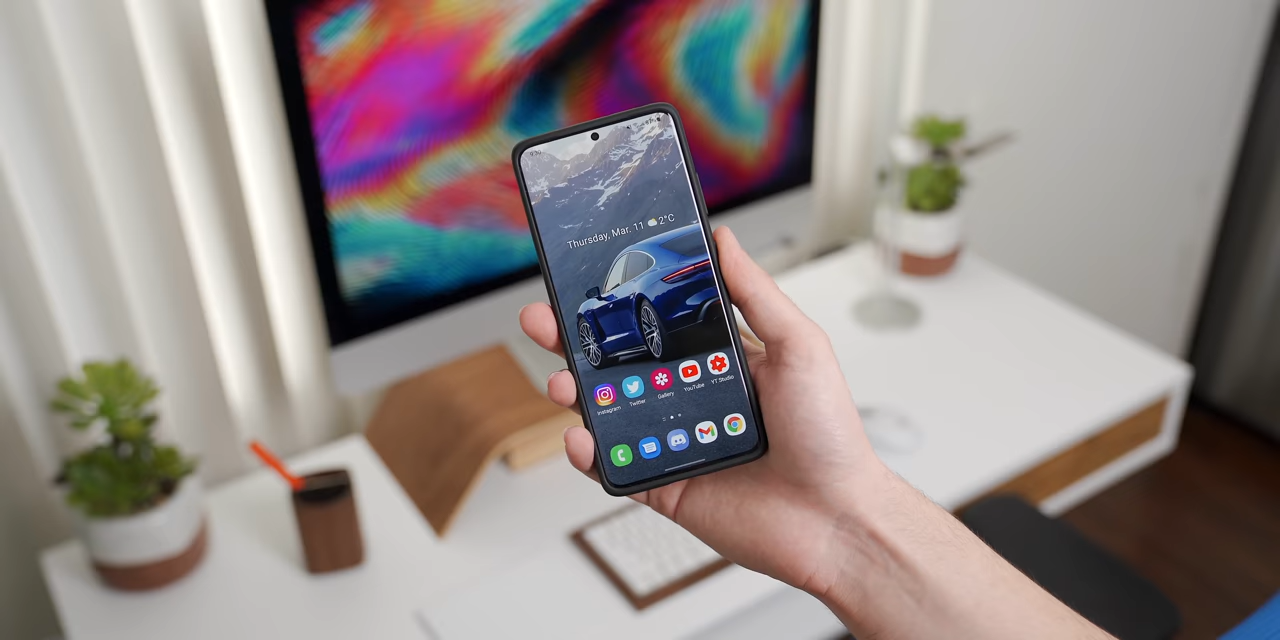 Thursday, Mar. 11 2°C
Instagram
Twitter
Gallery
YouTube
YT Studio